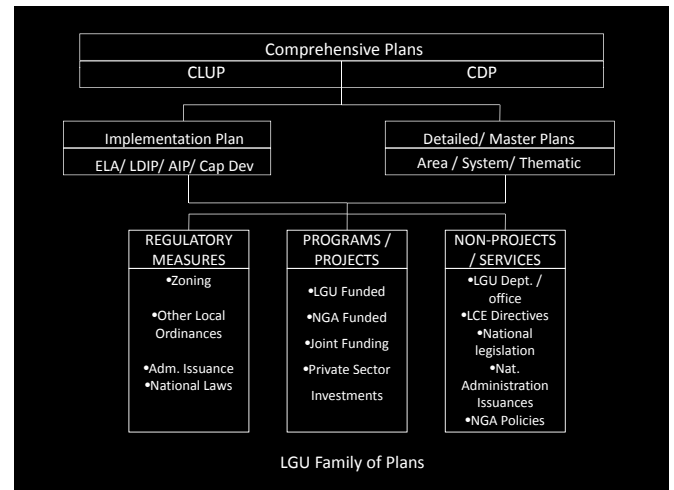 Comprehensive Plans
CLUP
CDP
Implementation Plan
ELA/ LDIP/ AIP/ Cap Dev
Detailed/ Master Plans
Area / System/ Thematic
REGULATORY
MEASURES
•Zoning
•Other Local
Ordinances
•Adm. Issuance
•National Laws
PROGRAMS /
PROJECTS
•LGU Funded
•NGA Funded
•Joint Funding
•Private Sector
Investments
NON-PROJECTS
/ SERVICES
•LGU Dept. /
office
•LCE Directives
•National
legislation
•Nat.
Administration
Issuances
•NGA Policies
LGU Family of Plans